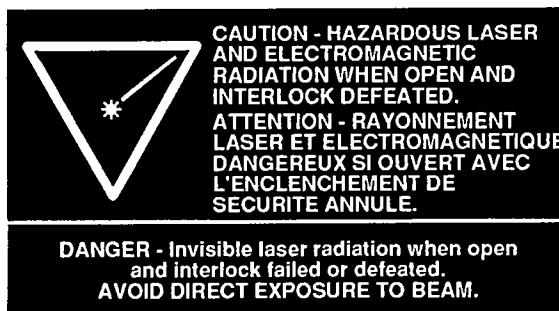 CAUTION - HAZARDOUS LASER
AND ELECTROMAGNETIC
RADIATION WHEN OPEN AND
INTERLOCK DEFEATED.
ATTENTION - RAYONNEMENT
LASER ET ELECTROMAGNETIQUE
DANGEREUX SI OUVERT AVEC
L'ENCLENCHEMENT DE
SECURITE ANNULE.
DANGER - Invisible laser radiation when open
and interlock failed or defeated.
AVOID DIRECT EXPOSURE TO BEAM.